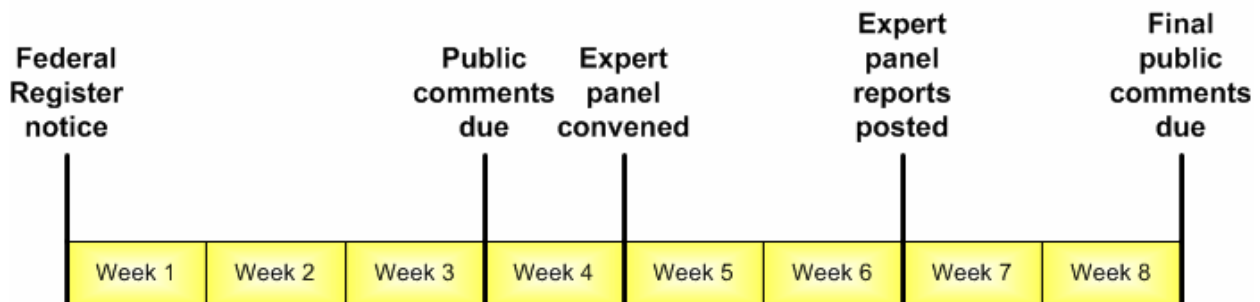 Federal
Register
notice
Public
comments
due
Expert
panel
convened
Expert
panel
reports
posted
Final
public
comments
due
Week 1
Week 2
Week 3
Week 4
Week 5
Week 6
Week 7
Week 8